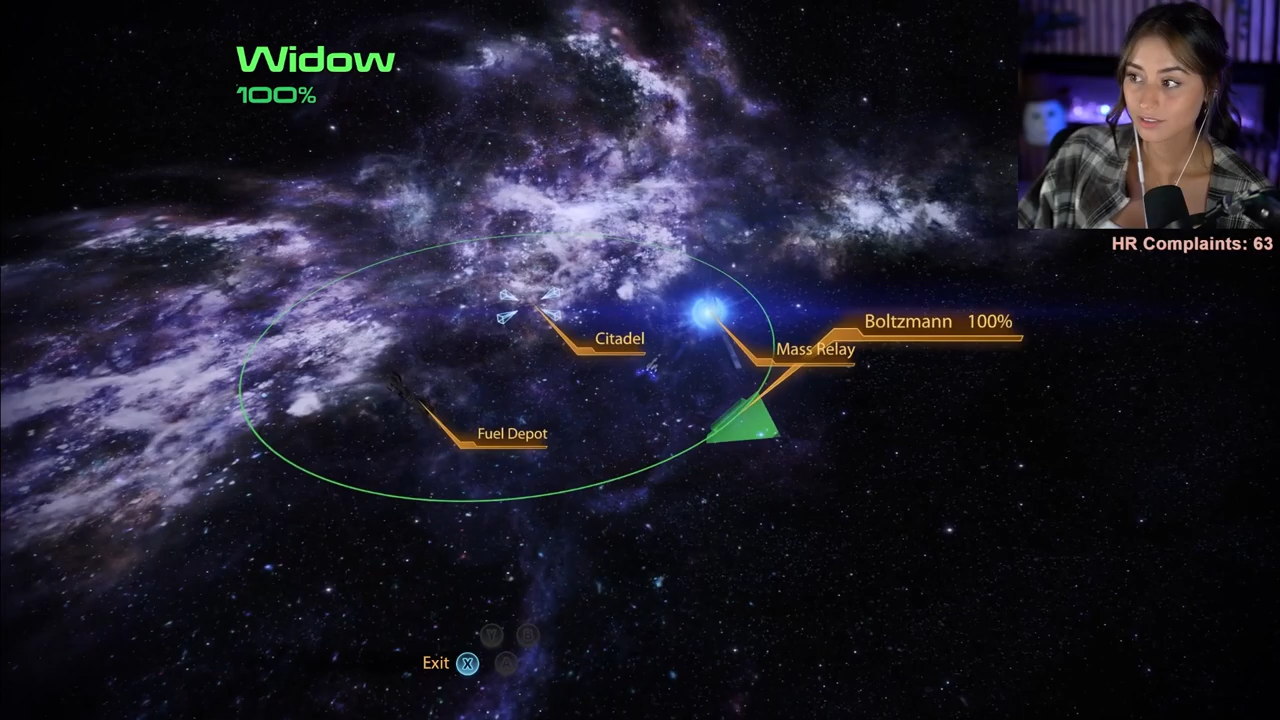 Widow
100%
HR Complaints: 63
Boltzmann 100%
Citadel
Mass Relay
Fuel Depot
Y B
Exit X A